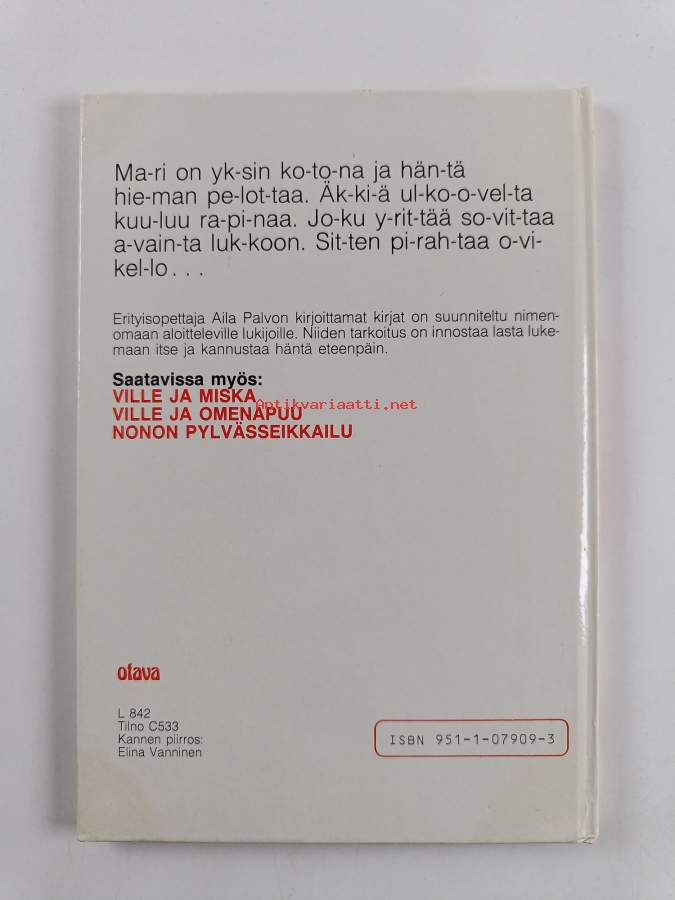 Ma-ri on yk-sin ko-to-na ja hän-tä
hie-man pe-lot-taa. Äk-ki-ä ul-ko-o-vel-ta
kuu-luu ra-pi-naa. Jo-ku y-rit-tää so-vit-taa
a-vain-ta luk-koon. Sit-ten pi-rah-taa o-vi-
kel-lo...
Erityisopettaja Aila Palvon kirjoittamat kirjat on suunniteltu nimen-
omaan aloitteleville lukijoille. Niiden tarkoitus on innostaa lasta luke-
maan itse ja kannustaa häntä eteenpäin.
Saatavissa myös:
VILLE JA MISKA
Antikvariaatti.net
VILLE JA OMENAPUU
NONON PYLVÄSSEIKKAILU
otava
L 842
Tilno C533
Kannen piirros:
Elina Vanninen
ISBN 951-1-07909-3